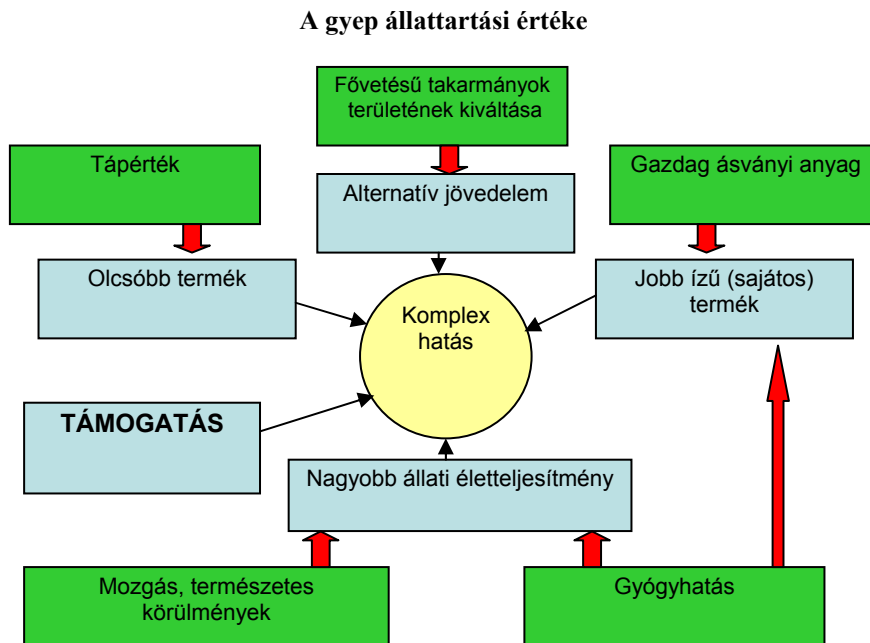 A gyep állattartási értéke
Fővetésű takarmányok
területének kiváltása
Tápérték
Gazdag ásványi anyag
Alternatív jövedelem
Olcsóbb termék
Jobb ízű (sajátos)
termék
Komplex
hatás
TÁMOGATÁS
Nagyobb állati életteljesítmény
Mozgás, természetes
körülmények
Gyógyhatás